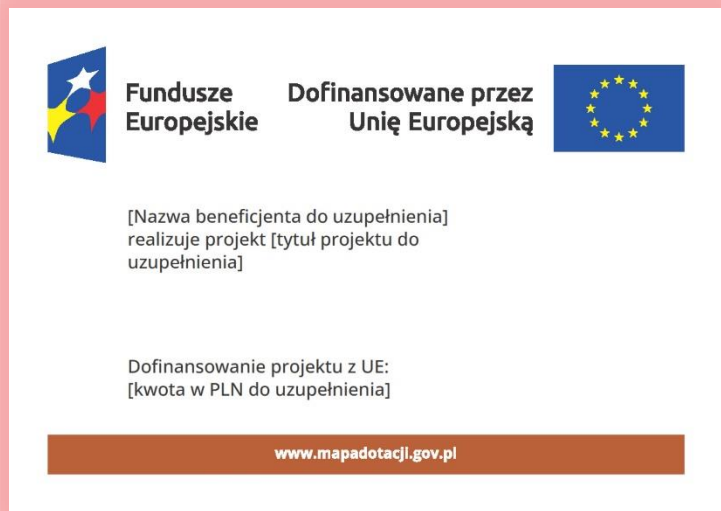 Fundusze
Europejskie
Dofinansowane przez
Unię Europejską
[Nazwa beneficjenta do uzupełnienia]
realizuje projekt [tytuł projektu do
uzupełnienia]
Dofinansowanie projektu z UE:
[kwota w PLN do uzupełnienia]
www.mapadotacji.gov.pl